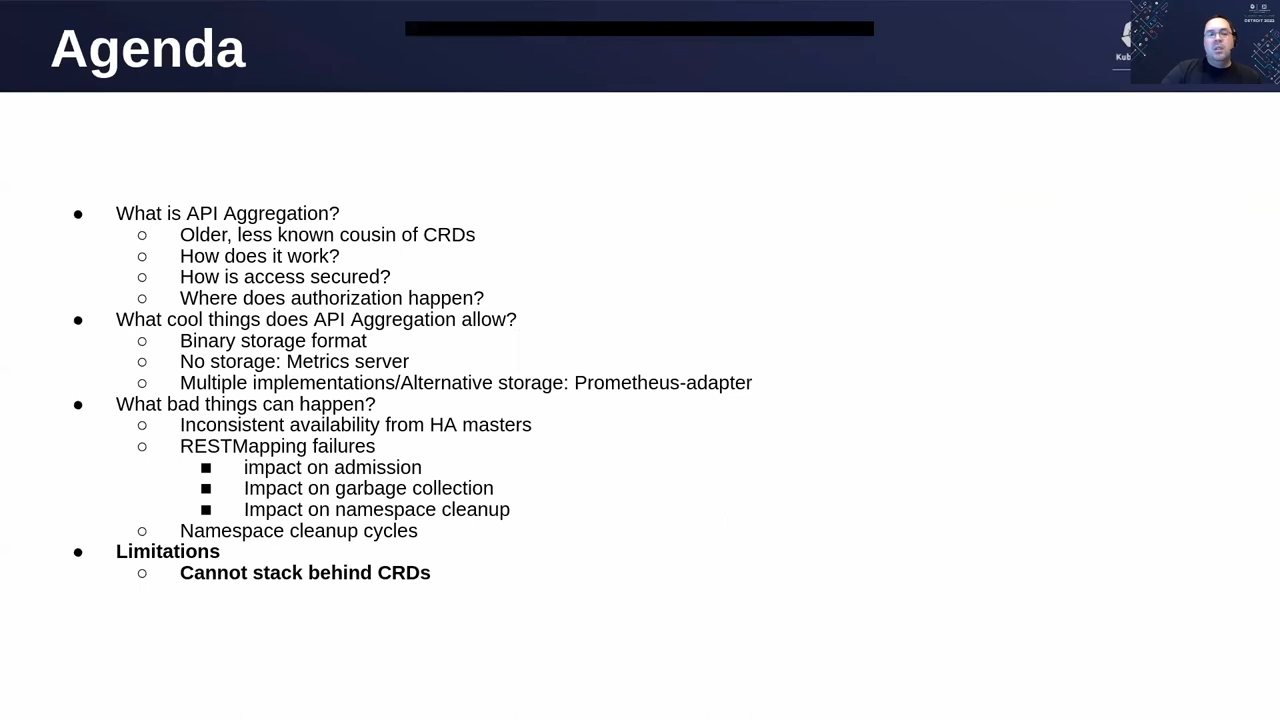 Agenda
Kub
DETROIT 2022
● What is API Aggregation?
○ Older, less known cousin of CRDs
○ How does it work?
○ How is access secured?
○ Where does authorization happen?
● What cool things does API Aggregation allow?
○ Binary storage format
○ No storage: Metrics server
○ Multiple implementations/Alternative storage: Prometheus-adapter
● What bad things can happen?
○ Inconsistent availability from HA masters
○ RESTMapping failures
■ impact on admission
■ Impact on garbage collection
■ Impact on namespace cleanup
○ Namespace cleanup cycles
● Limitations
○ Cannot stack behind CRDs